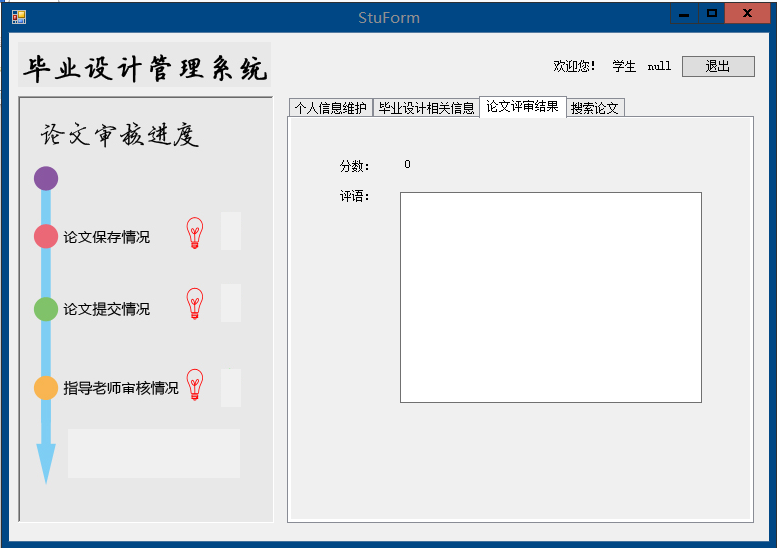 StuForm
毕业设计管理系统
欢迎您! 学生 null 退出
论文审核进度
论文保存情况
论文提交情况
指导老师审核情况
个人信息维护 毕业设计相关信息 论文评审结果 搜索论文
分数: 0
评语: